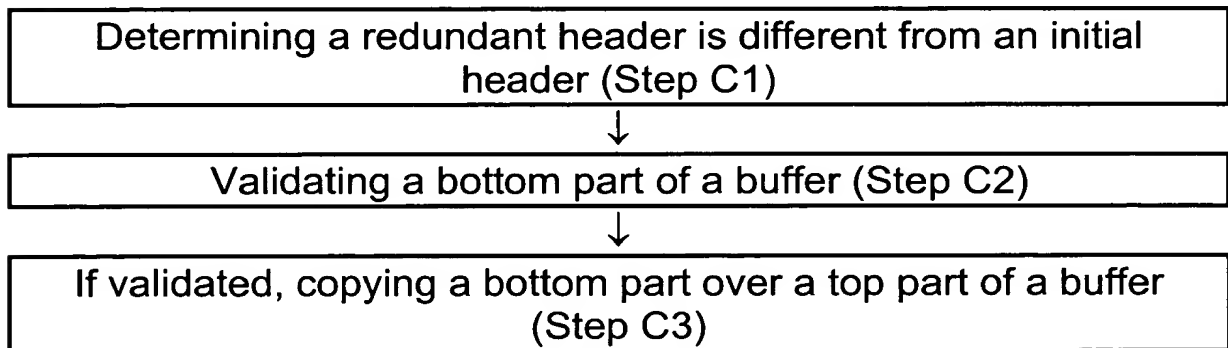 Determining a redundant header is different from an initial
header (Step C1)
↓
Validating a bottom part of a buffer (Step C2)
↓
If validated, copying a bottom part over a top part of a buffer
(Step C3)